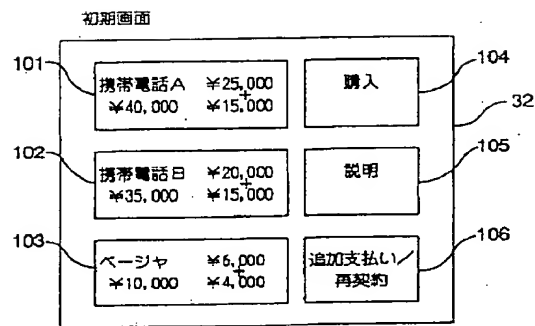 初期画面
101
携帯電話A ¥25,000
+
¥40,000 ¥15,000
購入
104
32
102
携帯電話B ¥20,000
+
¥35,000 ¥15,000
説明
105
103
ページャ ¥6,000
+
¥10,000 ¥4,000
追加支払い/
再契約
106